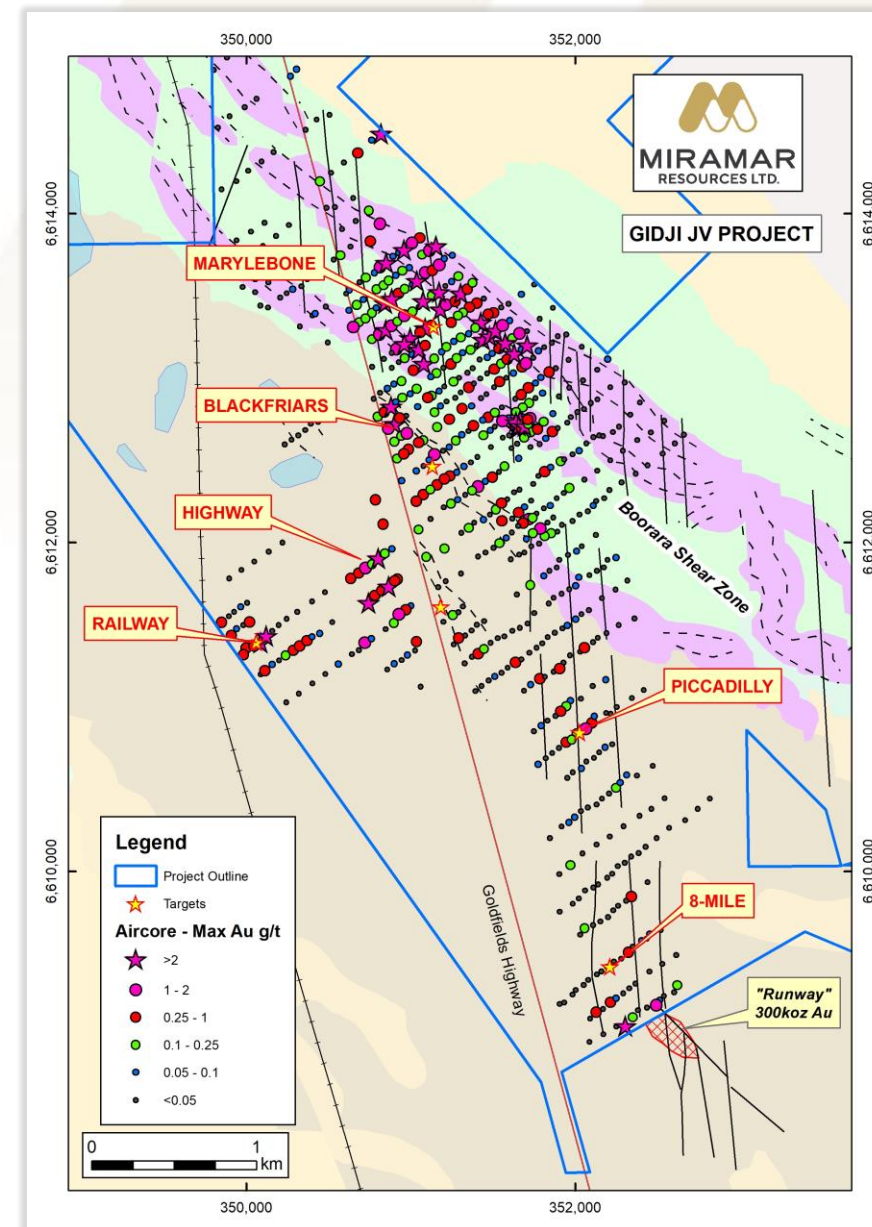 350,000
352,000
MIRAMAR
RESOURCES LTD.
GIDJI JV PROJECT
6,614,000
6,614,000
MARYLEBONE
BLACKFRIARS
HIGHWAY
6,612,000
6,612,000
Boorara Shear Zone
RAILWAY
PICCADILLY
6,610,000
6,610,000
Goldfields Highway
8-MILE
"Runway"
300koz Au
Legend
Project Outline
Targets
Aircore - Max Au g/t
>2
1 - 2
0.25 - 1
0.1 - 0.25
0.05 - 0.1
<0.05
0
1
km
350,000
352,000